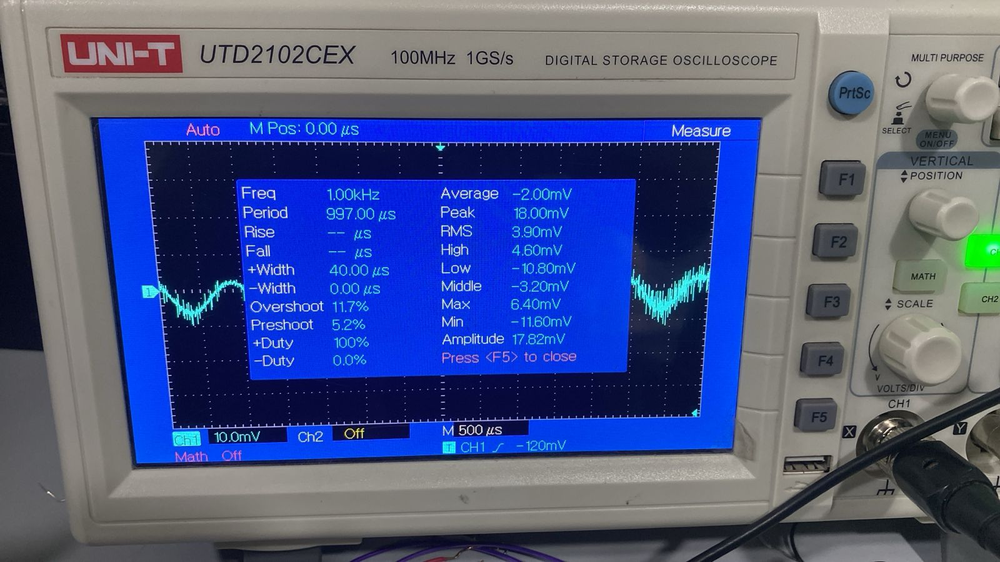 UNI-T UTD2102CEX 100MHz 1GS/s DIGITAL STORAGE OSCILLOSCOPE
MULTI PURPOSE
PrtSc
SELECT
MENU
ON/OFF
Auto M Pos: 0.00 μs Measure
Freq 1.00kHz Average -2.00mV
Period 997.00 μs Peak 18.00mV
Rise -- μs RMS 3.90mV
Fall -- μs High 4.60mV
+Width 40.00 μs Low -10.80mV
-Width 0.00 μs Middle -3.20mV
Overshoot 11.7% Max 6.40mV
Preshoot 5.2% Min -11.60mV
+Duty 100% Amplitude 17.82mV
-Duty 0.0% Press <F5> to close
1
Ch1 10.0mV Ch2 Off M 500 μs
Math Off T CH1 -120mV
VERTICAL
POSITION
F1
F2
F3
F4
F5
MATH
CH2
SCALE
V
VOLTS/DIV
CH1
X
Y